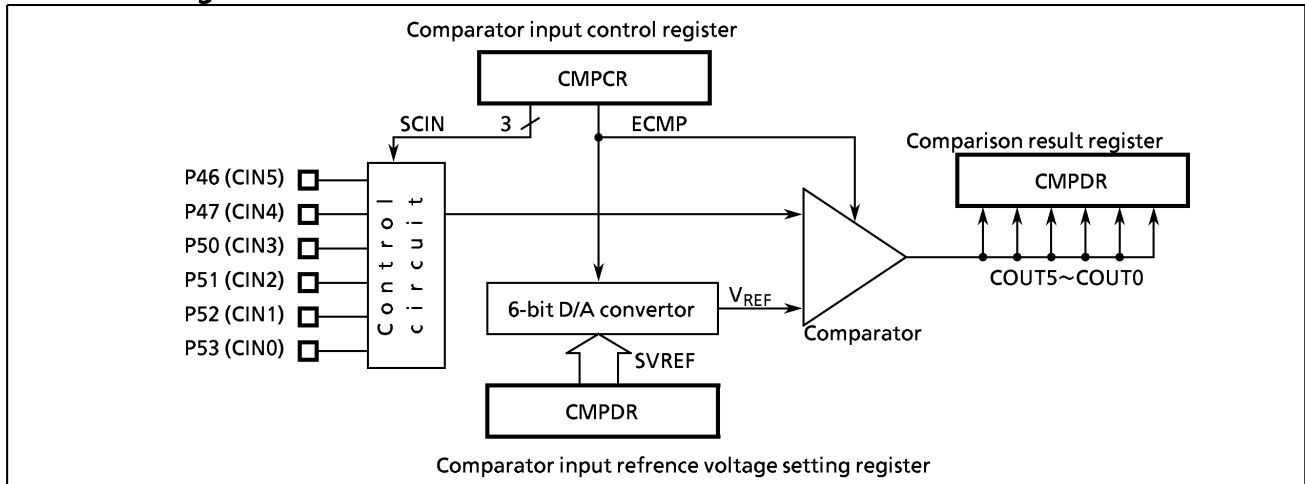 Comparator input control register
CMPCR
SCIN
3
ECMP
Comparison result register
CMPDR
P46 (CIN5)
P47 (CIN4)
P50 (CIN3)
P51 (CIN2)
P52 (CIN1)
P53 (CIN0)
Control
circuit
COUT5～COUT0
6-bit D/A convertor
VREF
Comparator
SVREF
CMPDR
Comparator input refrence voltage setting register